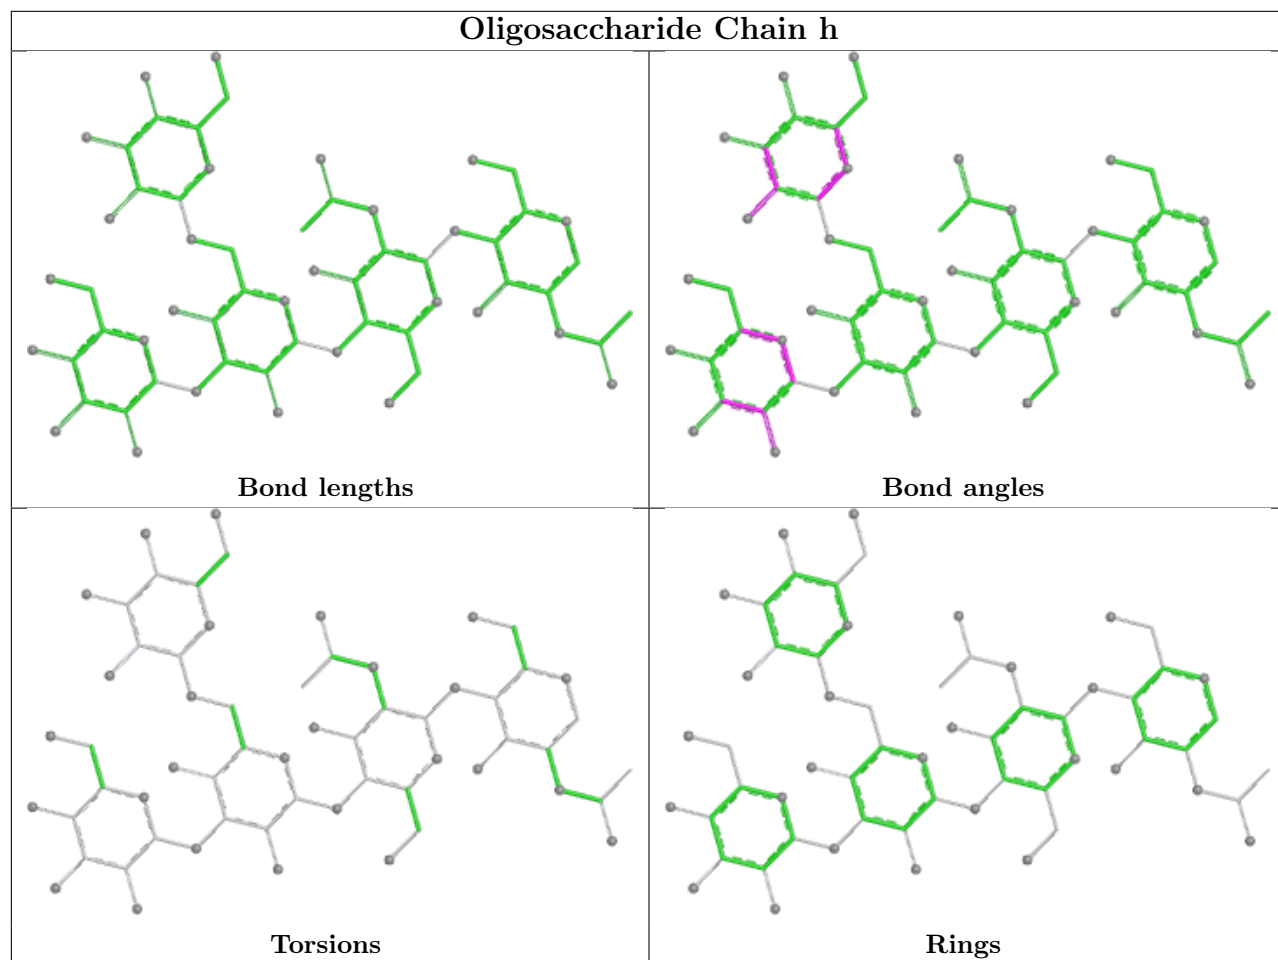 Oligosaccharide Chain h
Bond lengths
Bond angles
Torsions
Rings